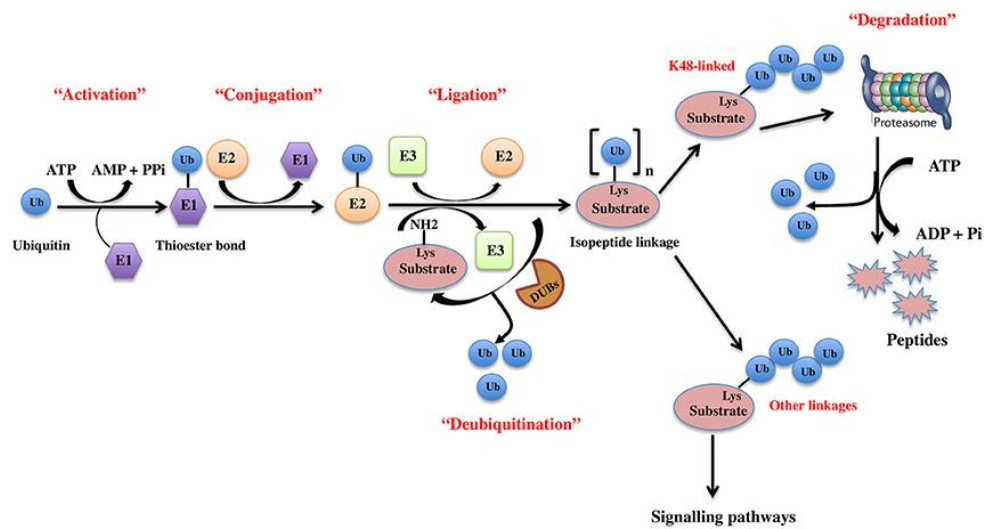 “Degradation”
Ub Ub Ub Ub
K48-linked
Lys
Substrate
Proteasome
“Activation”
“Conjugation”
“Ligation”
ATP
AMP + PPi
Ub
E2
E1
Ub
E3
E2
Ub
n
ATP
Ub
Ub
Ub
Ub
E1
E2
Lys
Substrate
Ubiquitin
Thioester bond
NH2
Lys
Substrate
E3
Isopeptide linkage
ADP + Pi
E1
DUBs
Peptides
Ub Ub
Ub
“Deubiquitination”
Ub Ub Ub Ub
Lys
Substrate
Other linkages
Signalling pathways